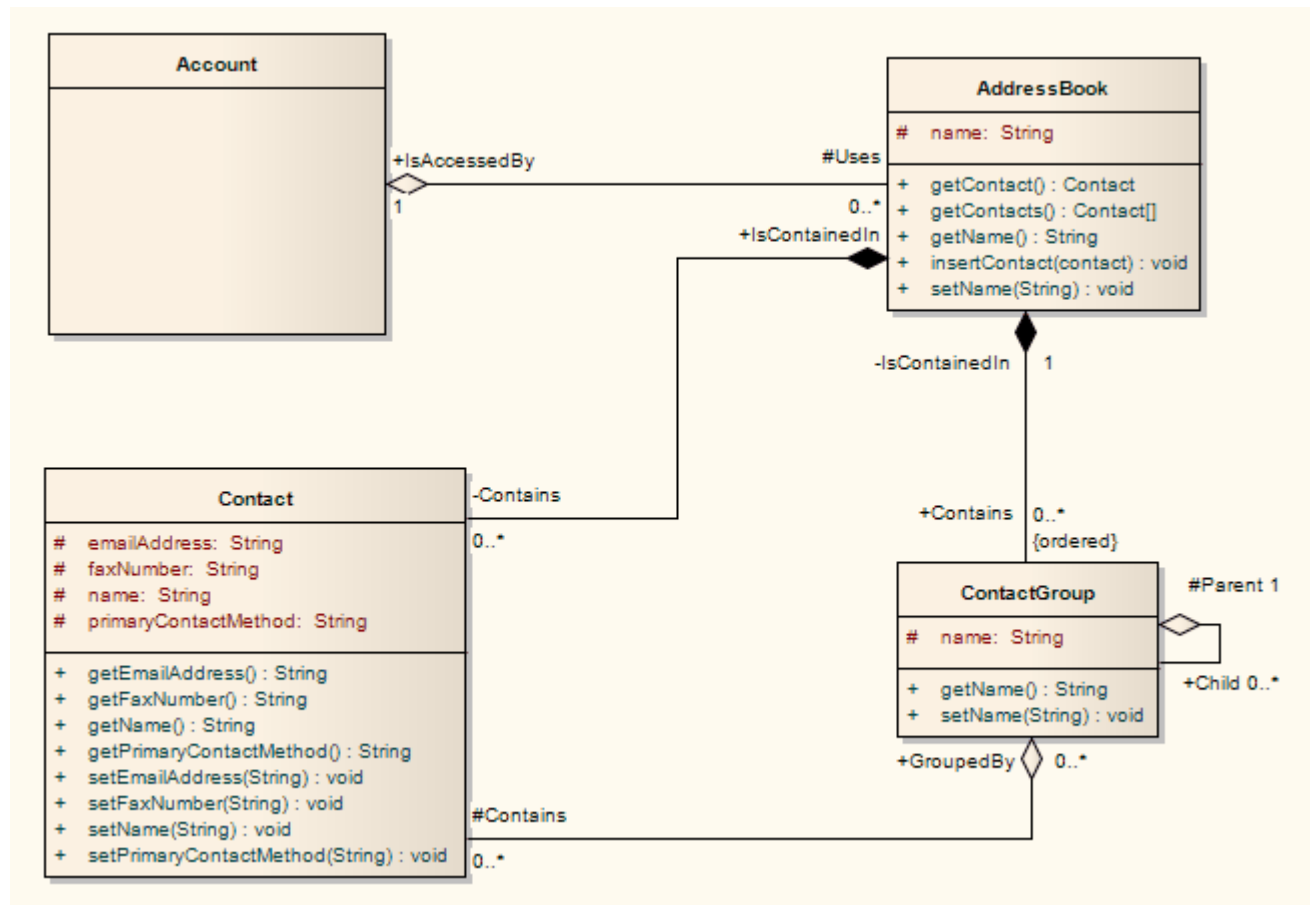 Account
AddressBook
# name: String
+ getContact() : Contact
+ getContacts() : Contact[]
+ getName() : String
+ insertContact(contact) : void
+ setName(String) : void
+IsAccessedBy
1
#Uses
0..*
+IsContainedIn
-IsContainedIn 1
-Contains
0..*
+Contains 0..*
{ordered}
Contact
# emailAddress: String
# faxNumber: String
# name: String
# primaryContactMethod: String
+ getEmailAddress() : String
+ getFaxNumber() : String
+ getName() : String
+ getPrimaryContactMethod() : String
+ setEmailAddress(String) : void
+ setFaxNumber(String) : void
+ setName(String) : void
+ setPrimaryContactMethod(String) : void
ContactGroup
# name: String
+ getName() : String
+ setName(String) : void
#Parent 1
+Child 0..*
+GroupedBy 0..*
#Contains
0..*